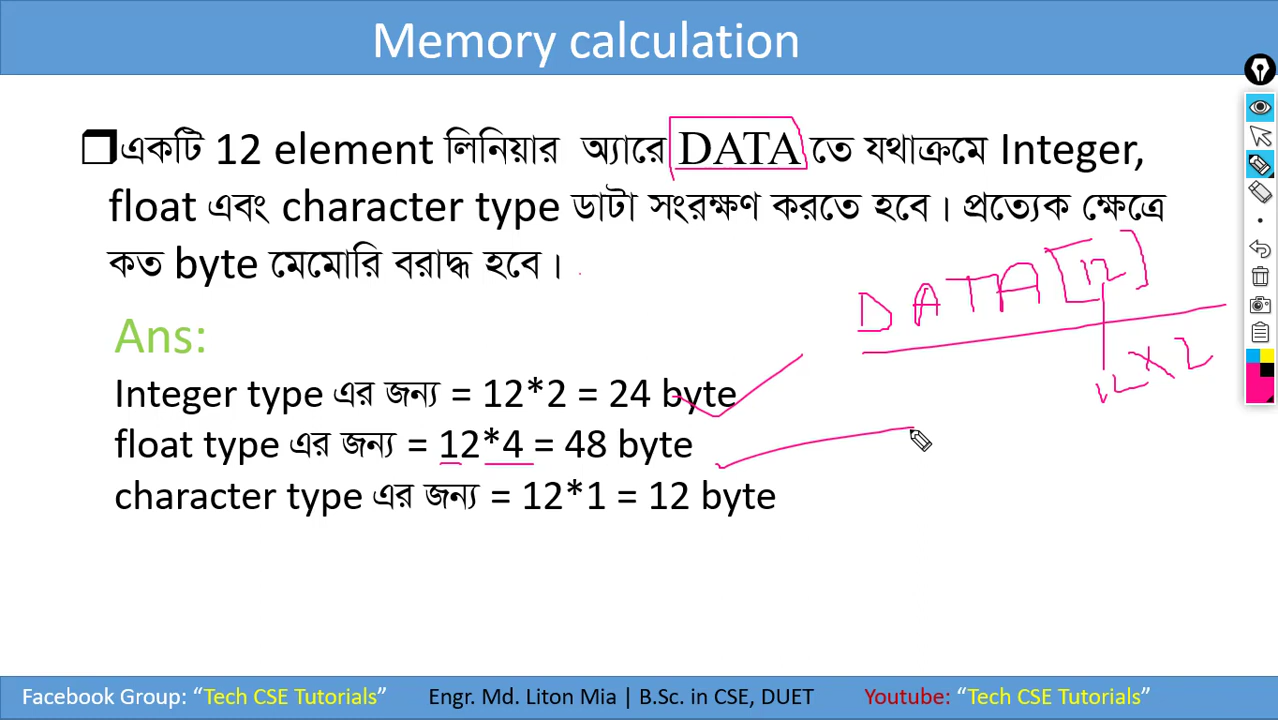 Memory calculation
❒একটি 12 element লিনিয়ার অ্যারে DATA তে যথাক্রমে Integer,
float এবং character type ডাটা সংরক্ষণ করতে হবে। প্রত্যেক ক্ষেত্রে
কত byte মেমোরি বরাদ্ধ হবে।
DATA[12]
12×2
Ans:
Integer type এর জন্য = 12*2 = 24 byte
float type এর জন্য = 12*4 = 48 byte
character type এর জন্য = 12*1 = 12 byte
Facebook Group: “Tech CSE Tutorials” Engr. Md. Liton Mia | B.Sc. in CSE, DUET Youtube: “Tech CSE Tutorials”